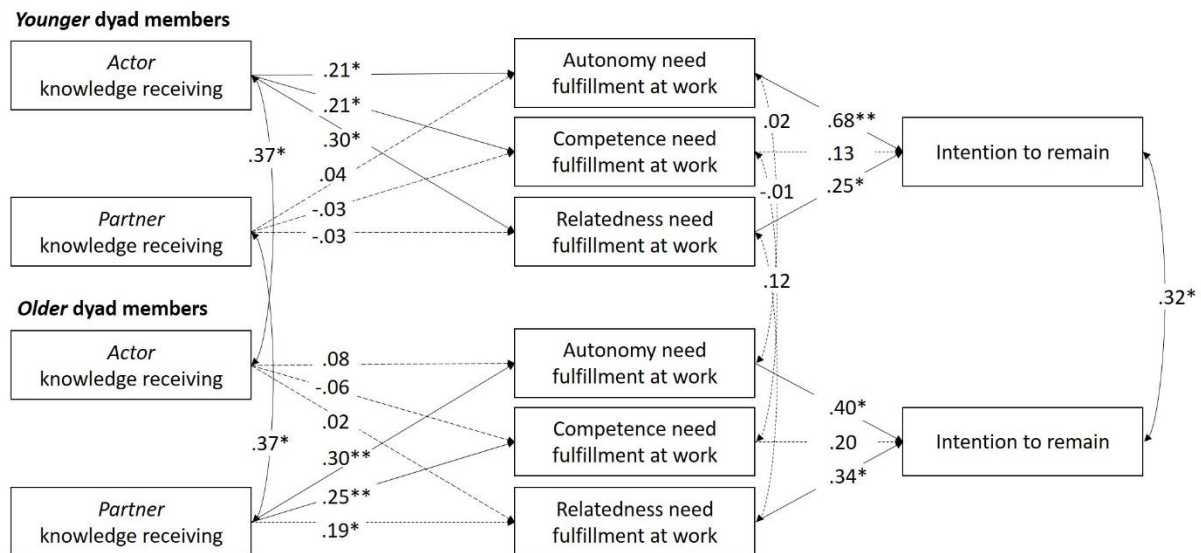 Younger dyad members
Actor
knowledge receiving
.21*
.21*
.30*
.37*
.04
-.03
-.03
Partner
knowledge receiving
Autonomy need
fulfillment at work
Competence need
fulfillment at work
Relatedness need
fulfillment at work
.02
-.01
.12
.68**
.13
.25*
Intention to remain
.32*
Older dyad members
Actor
knowledge receiving
.08
-.06
.02
.37*
.30**
.25**
.19*
Partner
knowledge receiving
Autonomy need
fulfillment at work
Competence need
fulfillment at work
Relatedness need
fulfillment at work
.40*
.20
.34*
Intention to remain